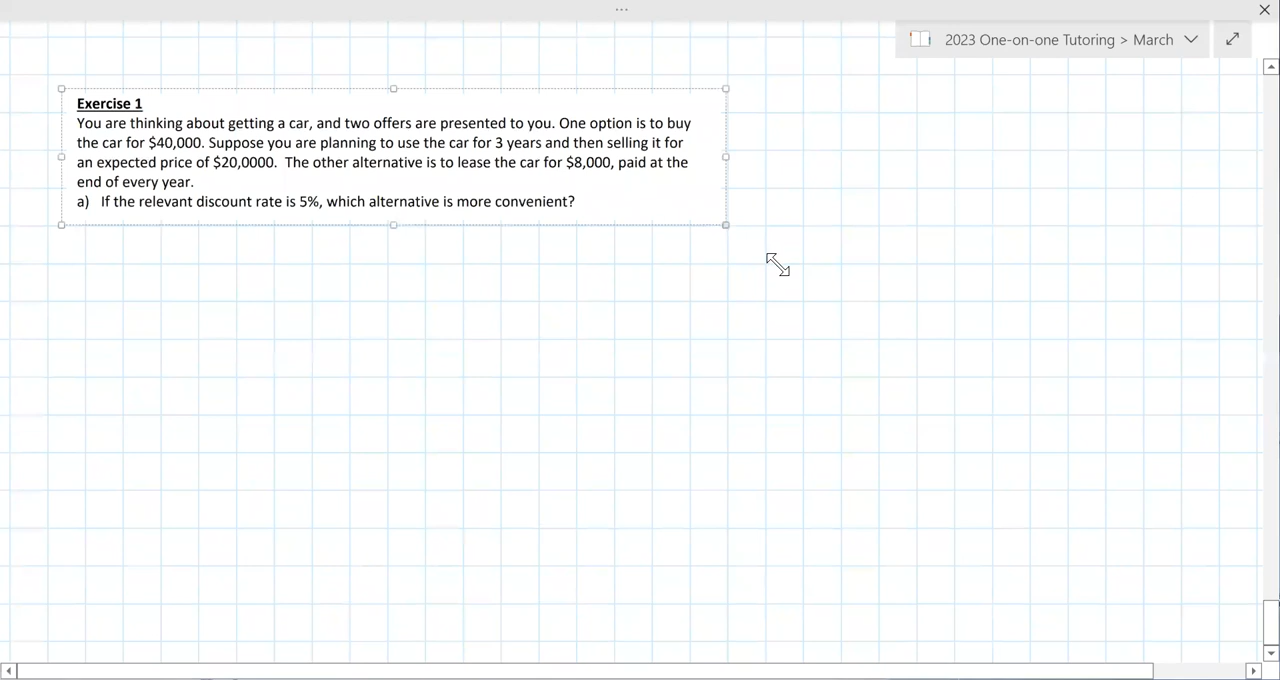 2023 One-on-one Tutoring > March
Exercise 1
You are thinking about getting a car, and two offers are presented to you. One option is to buy
the car for $40,000. Suppose you are planning to use the car for 3 years and then selling it for
an expected price of $20,0000. The other alternative is to lease the car for $8,000, paid at the
end of every year.
a) If the relevant discount rate is 5%, which alternative is more convenient?